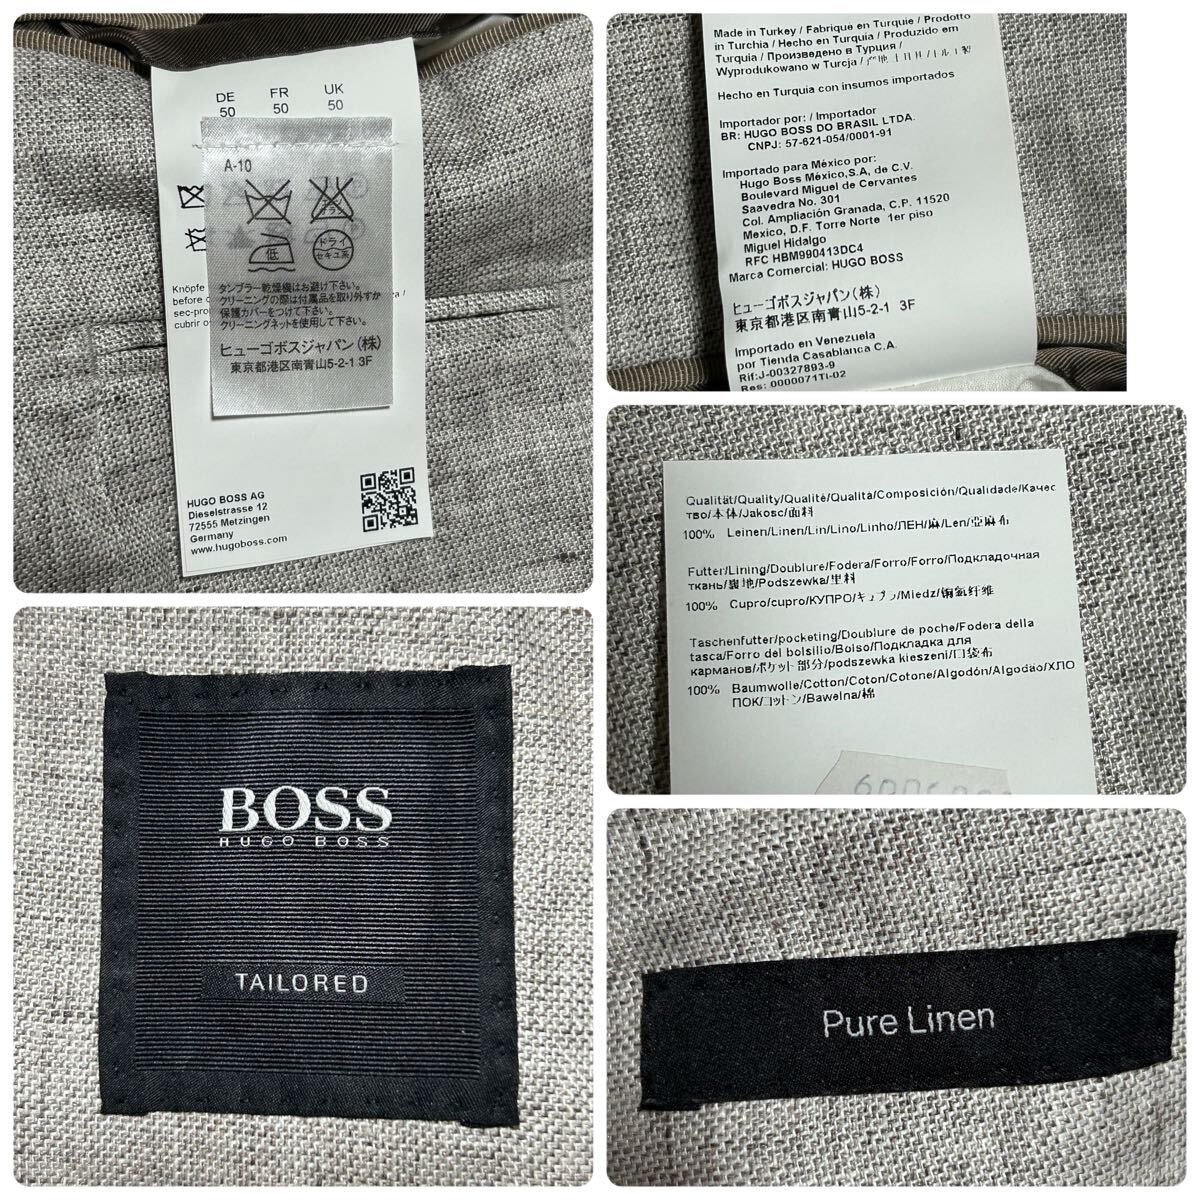 DE FR UK
50 50 50
A-10
低
ドライ
セキユ系
タンブラー乾燥機はお避け下さい。
クリーニングの際は付属品を取り外すか
保護カバーをつけて下さい。
クリーニングネットを使用して下さい。
ヒューゴボスジャパン(株)
東京都港区南青山5-2-1 3F
Knöpfe
before
sec-pro
cubrir
HUGO BOSS AG
Dieselstrasse 12
72555 Metzingen
Germany
www.hugoboss.com
Made in Turkey / Fabriqué en Turquie / Prodotto
in Turchia / Hecho en Turquía / Produzido em
Turquia / Произведено в Турции /
Wyprodukowano w Turcja /
Hecho en Turquia con insumos importados
Importador por: / Importador
BR: HUGO BOSS DO BRASIL LTDA.
CNPJ: 57-621-054/0001-91
Importado para México por:
Hugo Boss México,S.A, de C.V.
Boulevard Miguel de Cervantes
Saavedra No. 301
Col. Ampliación Granada, C.P. 11520
Mexico, D.F. Torre Norte 1er piso
Miguel Hidalgo
RFC HBM990413DC4
Marca Comercial: HUGO BOSS
ヒューゴボスジャパン(株)
東京都港区南青山5-2-1 3F
Importado en Venezuela
por Tienda Casablanca C.A.
Rif:J-00327893-9
Res: 0000071TI-02
Qualität/Quality/Qualité/Qualità/Composición/Qualidade/Качес
тво/本体/Jakosc/面料
100% Leinen/Linen/Lin/Lino/Linho/ЛЕН/麻/Len/亞麻布
Futter/Lining/Doublure/Fodera/Forro/Forro/Подкладочная
ткань/裏地/Podszewka/里料
100% Cupro/cupro/КУПРО/キュプラ/Miedz/铜氨纤维
Taschenfutter/pocketing/Doublure de poche/Fodera della
tasca/Forro del bolsillo/Bolso/Подкладка для
карманов/ポケット部分/podszewka kieszeni/口袋布
100% Baumwolle/Cotton/Coton/Cotone/Algodón/Algodão/ХЛО
ПОК/コットン/Bawelna/棉
BOSS
HUGO BOSS
TAILORED
Pure Linen